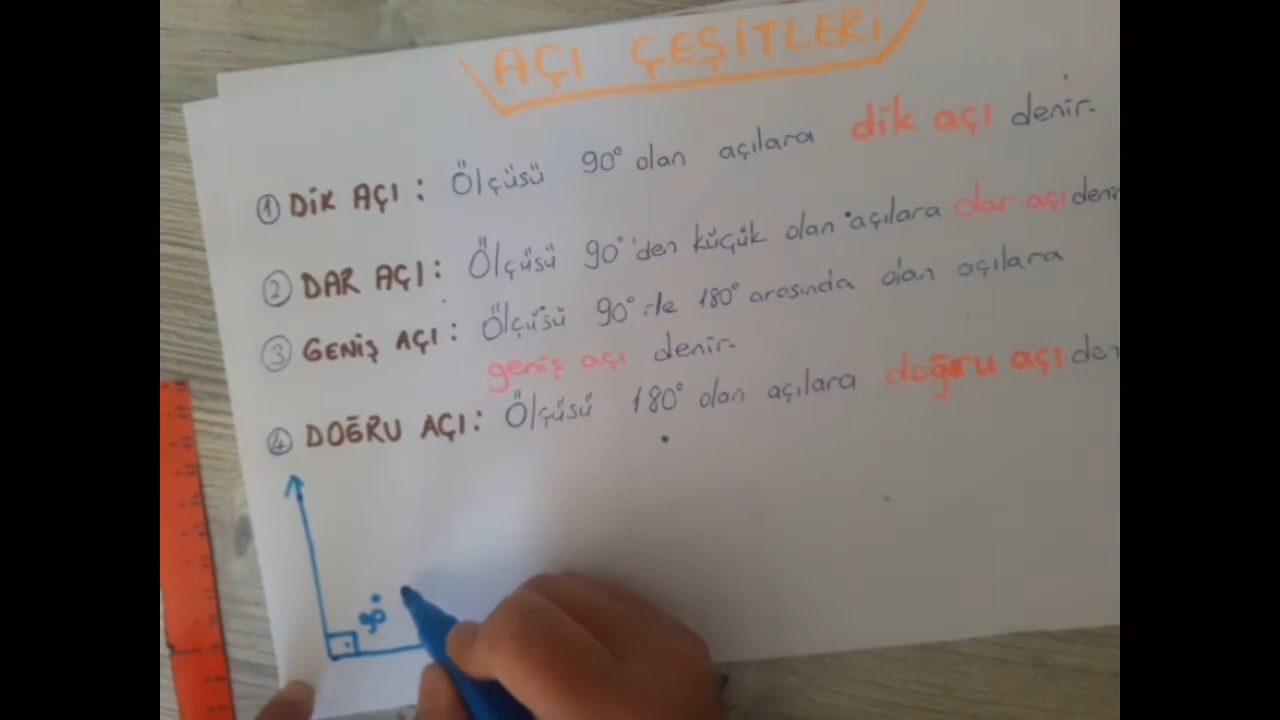 AÇI ÇEŞİTLERİ
① DİK AÇI : Ölçüsü 90° olan açılara dik açı denir.
② DAR AÇI : Ölçüsü 90°'den küçük olan açılara dar açı
③ GENİŞ AÇI : Ölçüsü 90° ile 180° arasında olan açılara
geniş açı denir.
④ DOĞRU AÇI : Ölçüsü 180° olan açılara doğru açı
90°